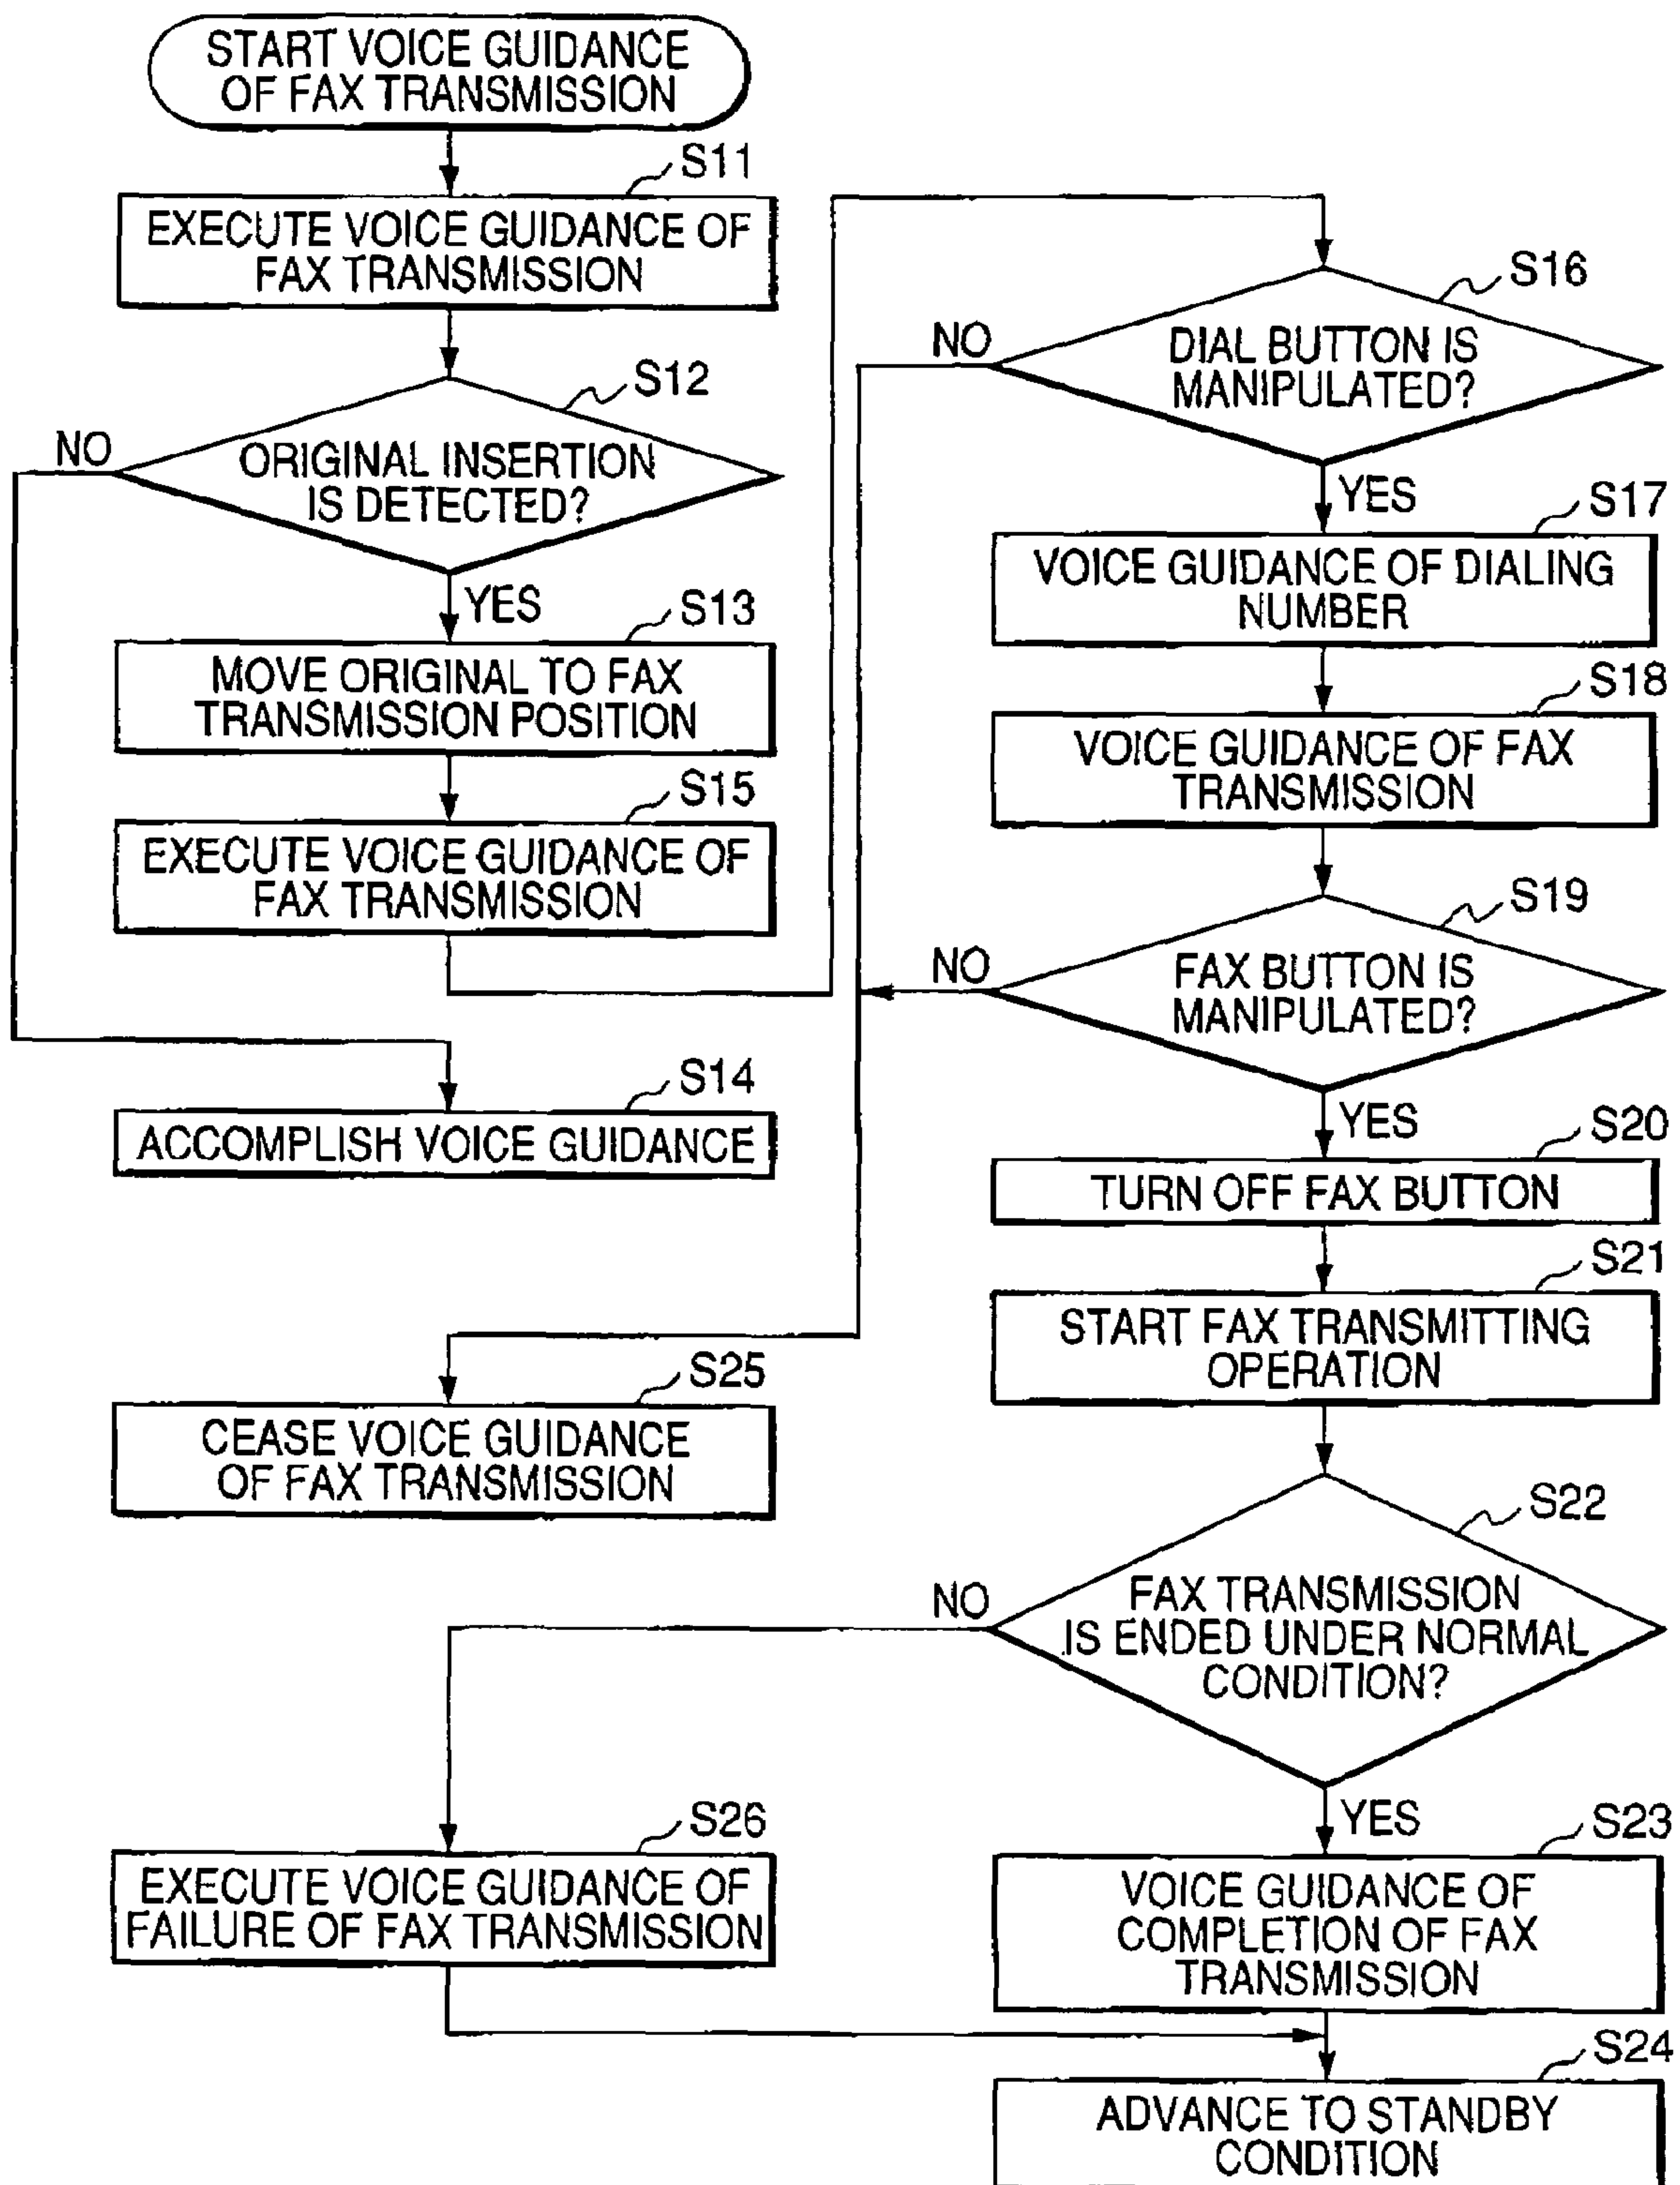 START VOICE GUIDANCE
OF FAX TRANSMISSION
S11
EXECUTE VOICE GUIDANCE OF
FAX TRANSMISSION
S12
NO
ORIGINAL INSERTION
IS DETECTED?
YES
S13
MOVE ORIGINAL TO FAX
TRANSMISSION POSITION
S15
EXECUTE VOICE GUIDANCE OF
FAX TRANSMISSION
S14
ACCOMPLISH VOICE GUIDANCE
S25
CEASE VOICE GUIDANCE
OF FAX TRANSMISSION
S26
EXECUTE VOICE GUIDANCE OF
FAILURE OF FAX TRANSMISSION
S16
NO
DIAL BUTTON IS
MANIPULATED?
YES
S17
VOICE GUIDANCE OF DIALING
NUMBER
S18
VOICE GUIDANCE OF FAX
TRANSMISSION
S19
NO
FAX BUTTON IS
MANIPULATED?
YES
S20
TURN OFF FAX BUTTON
S21
START FAX TRANSMITTING
OPERATION
S22
NO
FAX TRANSMISSION
IS ENDED UNDER NORMAL
CONDITION?
YES
S23
VOICE GUIDANCE OF
COMPLETION OF FAX
TRANSMISSION
S24
ADVANCE TO STANDBY
CONDITION